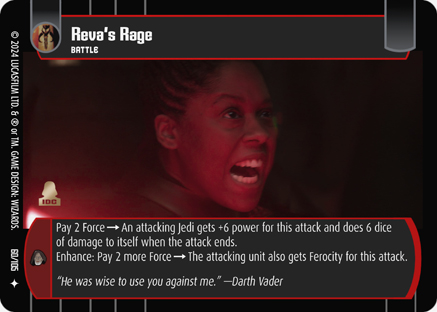 Reva's Rage
BATTLE
© 2024 LUCASFILM LTD. & ® or TM. GAME DESIGN: WIZARDS.
IDC
Pay 2 Force → An attacking Jedi gets +6 power for this attack and does 6 dice
of damage to itself when the attack ends.
Enhance: Pay 2 more Force → The attacking unit also gets Ferocity for this attack.
"He was wise to use you against me." —Darth Vader